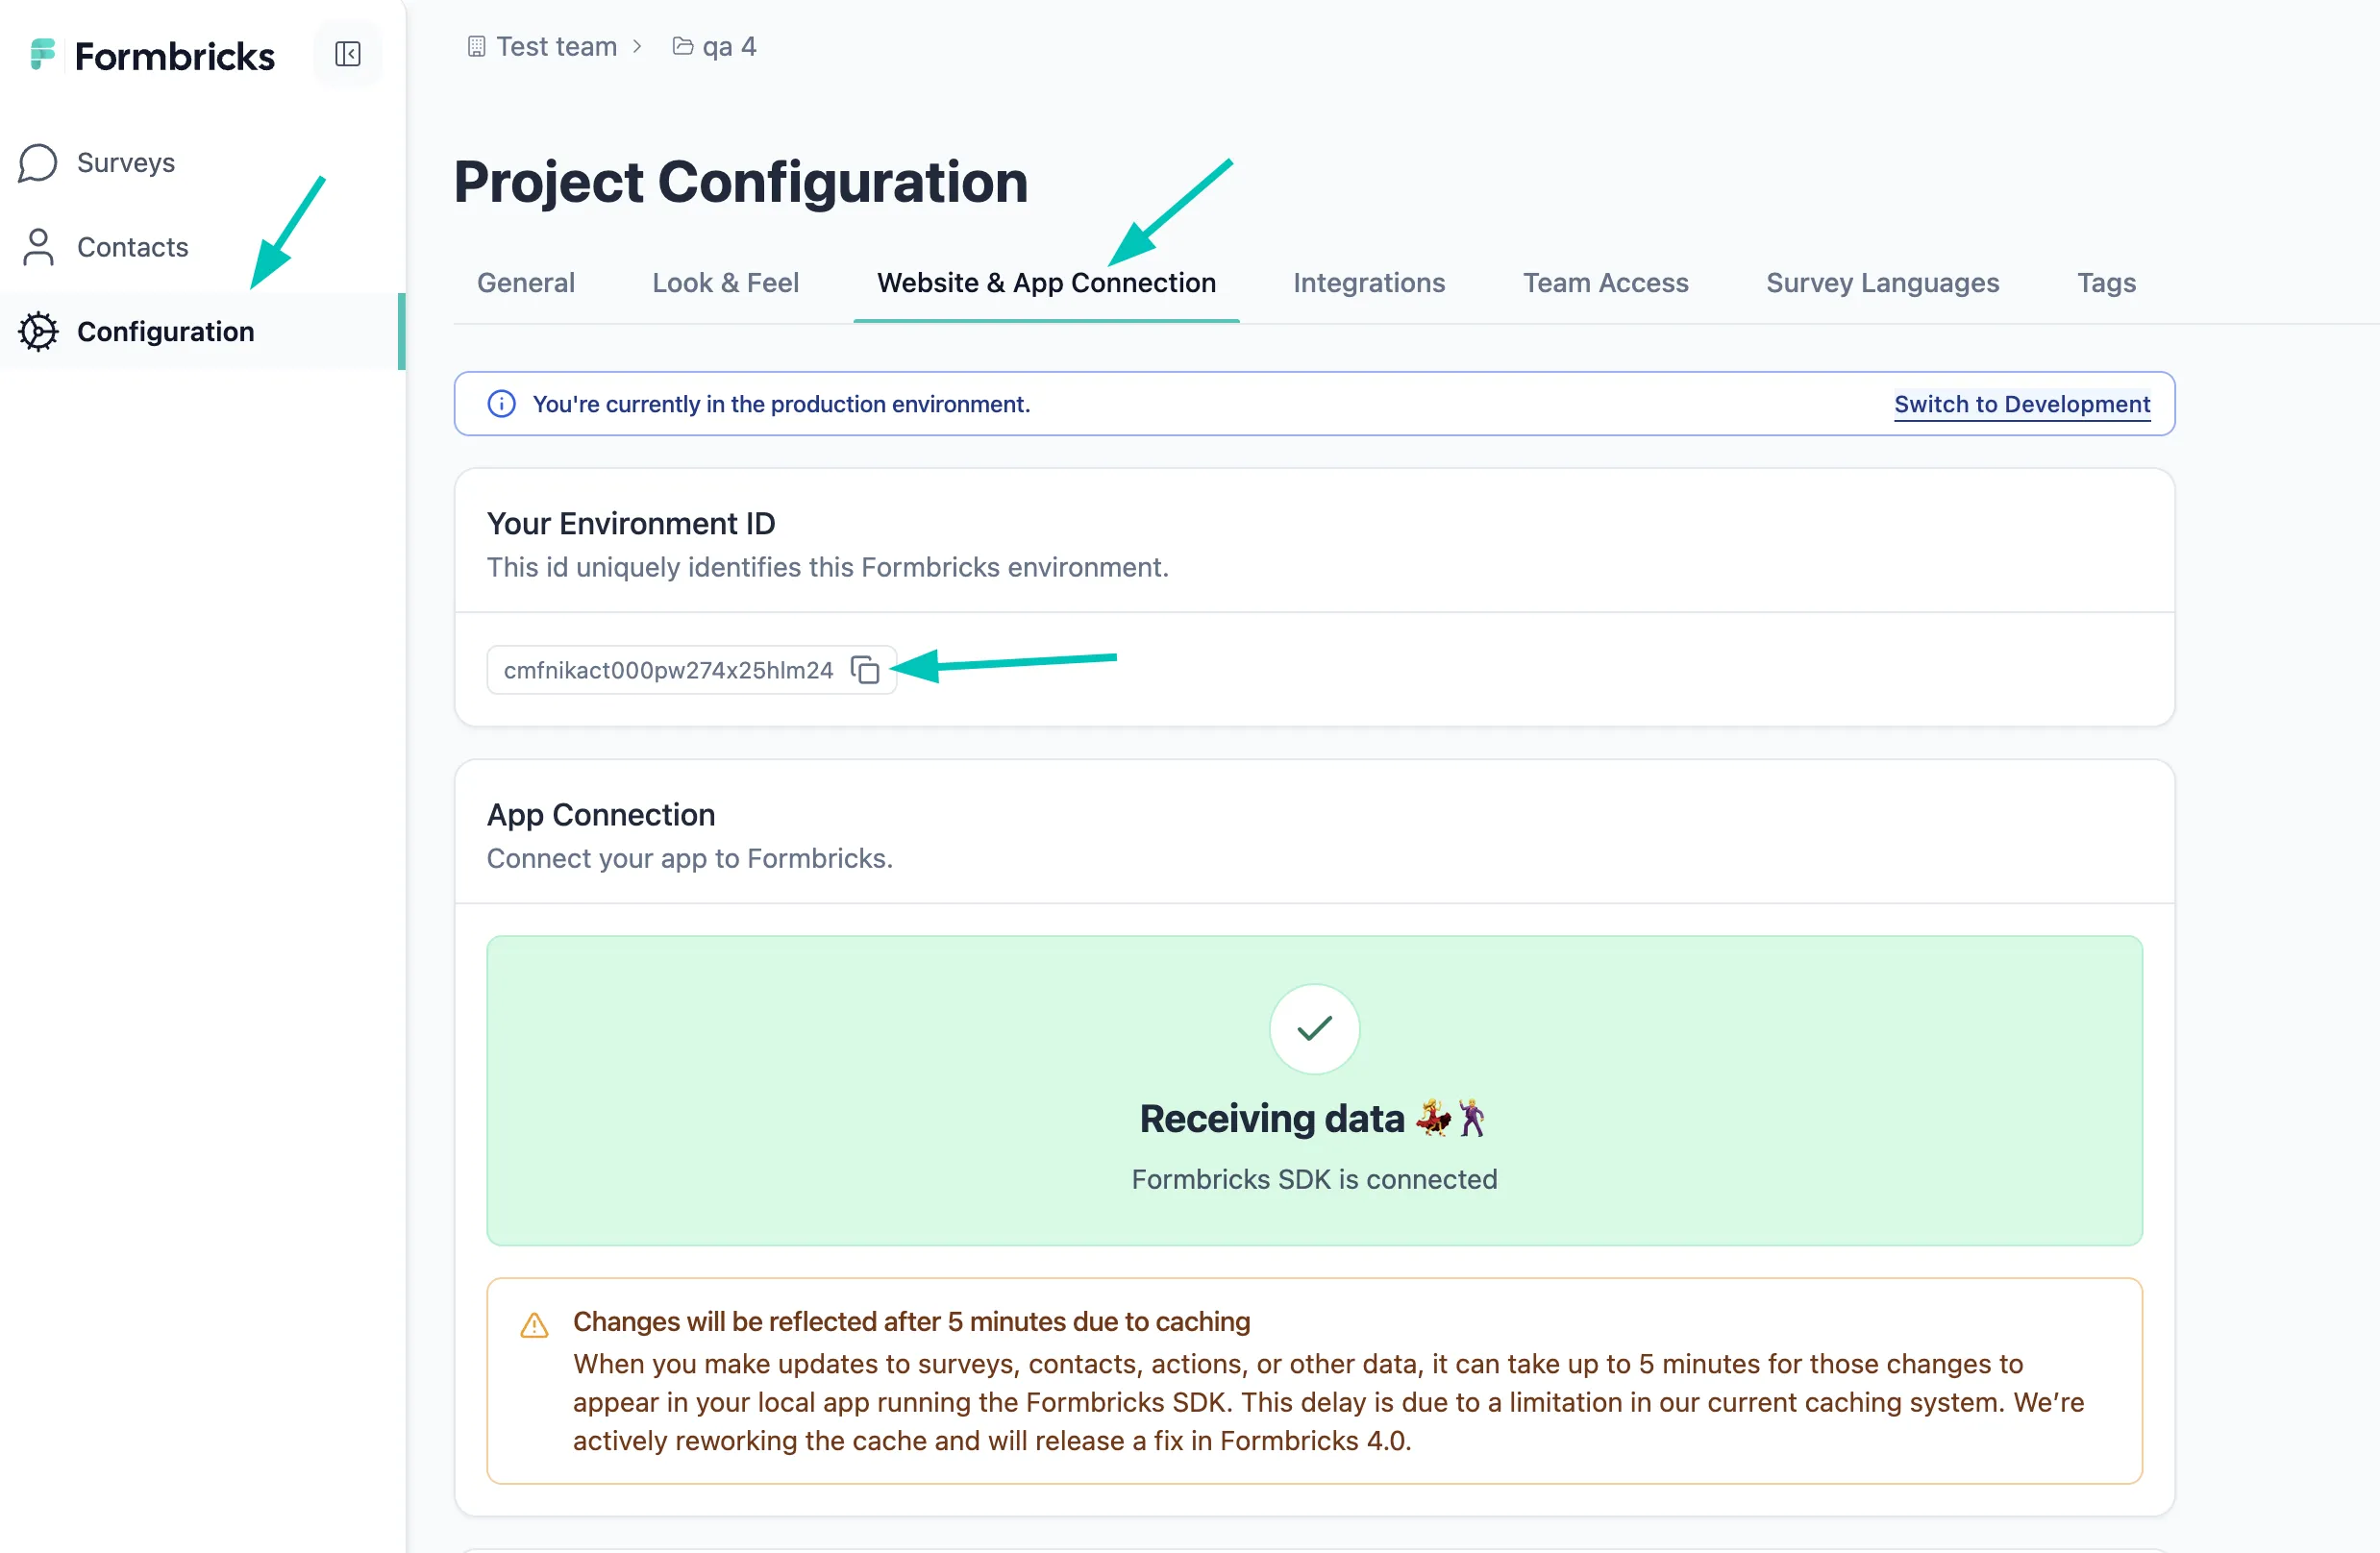 Formbricks
Test team
qa 4
Surveys
Contacts
Configuration
Project Configuration
General
Look & Feel
Website & App Connection
Integrations
Team Access
Survey Languages
Tags
You're currently in the production environment.
Switch to Development
Your Environment ID
This id uniquely identifies this Formbricks environment.
cmfnikact000pw274x25hlm24
App Connection
Connect your app to Formbricks.
Receiving data 💃🕺
Formbricks SDK is connected
Changes will be reflected after 5 minutes due to caching
When you make updates to surveys, contacts, actions, or other data, it can take up to 5 minutes for those changes to
appear in your local app running the Formbricks SDK. This delay is due to a limitation in our current caching system. We’re
actively reworking the cache and will release a fix in Formbricks 4.0.